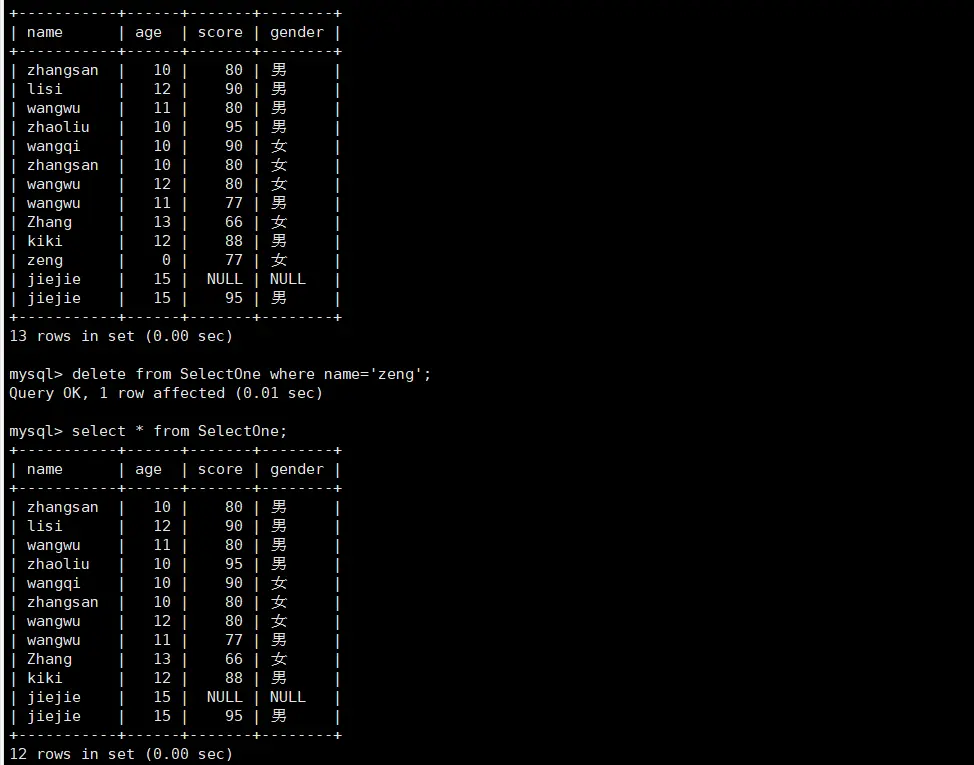 +-----------+------+-------+--------+
| name      | age  | score | gender |
+-----------+------+-------+--------+
| zhangsan  |   10 |    80 | 男     |
| lisi      |   12 |    90 | 男     |
| wangwu    |   11 |    80 | 男     |
| zhaoliu   |   10 |    95 | 男     |
| wangqi    |   10 |    90 | 女     |
| zhangsan  |   10 |    80 | 女     |
| wangwu    |   12 |    80 | 女     |
| wangwu    |   11 |    77 | 男     |
| Zhang     |   13 |    66 | 女     |
| kiki      |   12 |    88 | 男     |
| zeng      |    0 |    77 | 女     |
| jiejie    |   15 |  NULL | NULL   |
| jiejie    |   15 |    95 | 男     |
+-----------+------+-------+--------+
13 rows in set (0.00 sec)

mysql> delete from SelectOne where name='zeng';
Query OK, 1 row affected (0.01 sec)

mysql> select * from SelectOne;
+-----------+------+-------+--------+
| name      | age  | score | gender |
+-----------+------+-------+--------+
| zhangsan  |   10 |    80 | 男     |
| lisi      |   12 |    90 | 男     |
| wangwu    |   11 |    80 | 男     |
| zhaoliu   |   10 |    95 | 男     |
| wangqi    |   10 |    90 | 女     |
| zhangsan  |   10 |    80 | 女     |
| wangwu    |   12 |    80 | 女     |
| wangwu    |   11 |    77 | 男     |
| Zhang     |   13 |    66 | 女     |
| kiki      |   12 |    88 | 男     |
| jiejie    |   15 |  NULL | NULL   |
| jiejie    |   15 |    95 | 男     |
+-----------+------+-------+--------+
12 rows in set (0.00 sec)